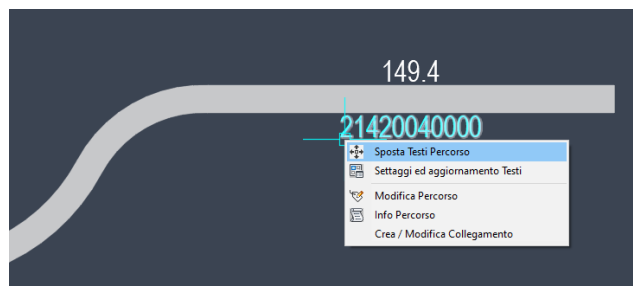 149.4
21420040000
Sposta Testi Percorso
Settaggi ed aggiornamento Testi
Modifica Percorso
Info Percorso
Crea / Modifica Collegamento